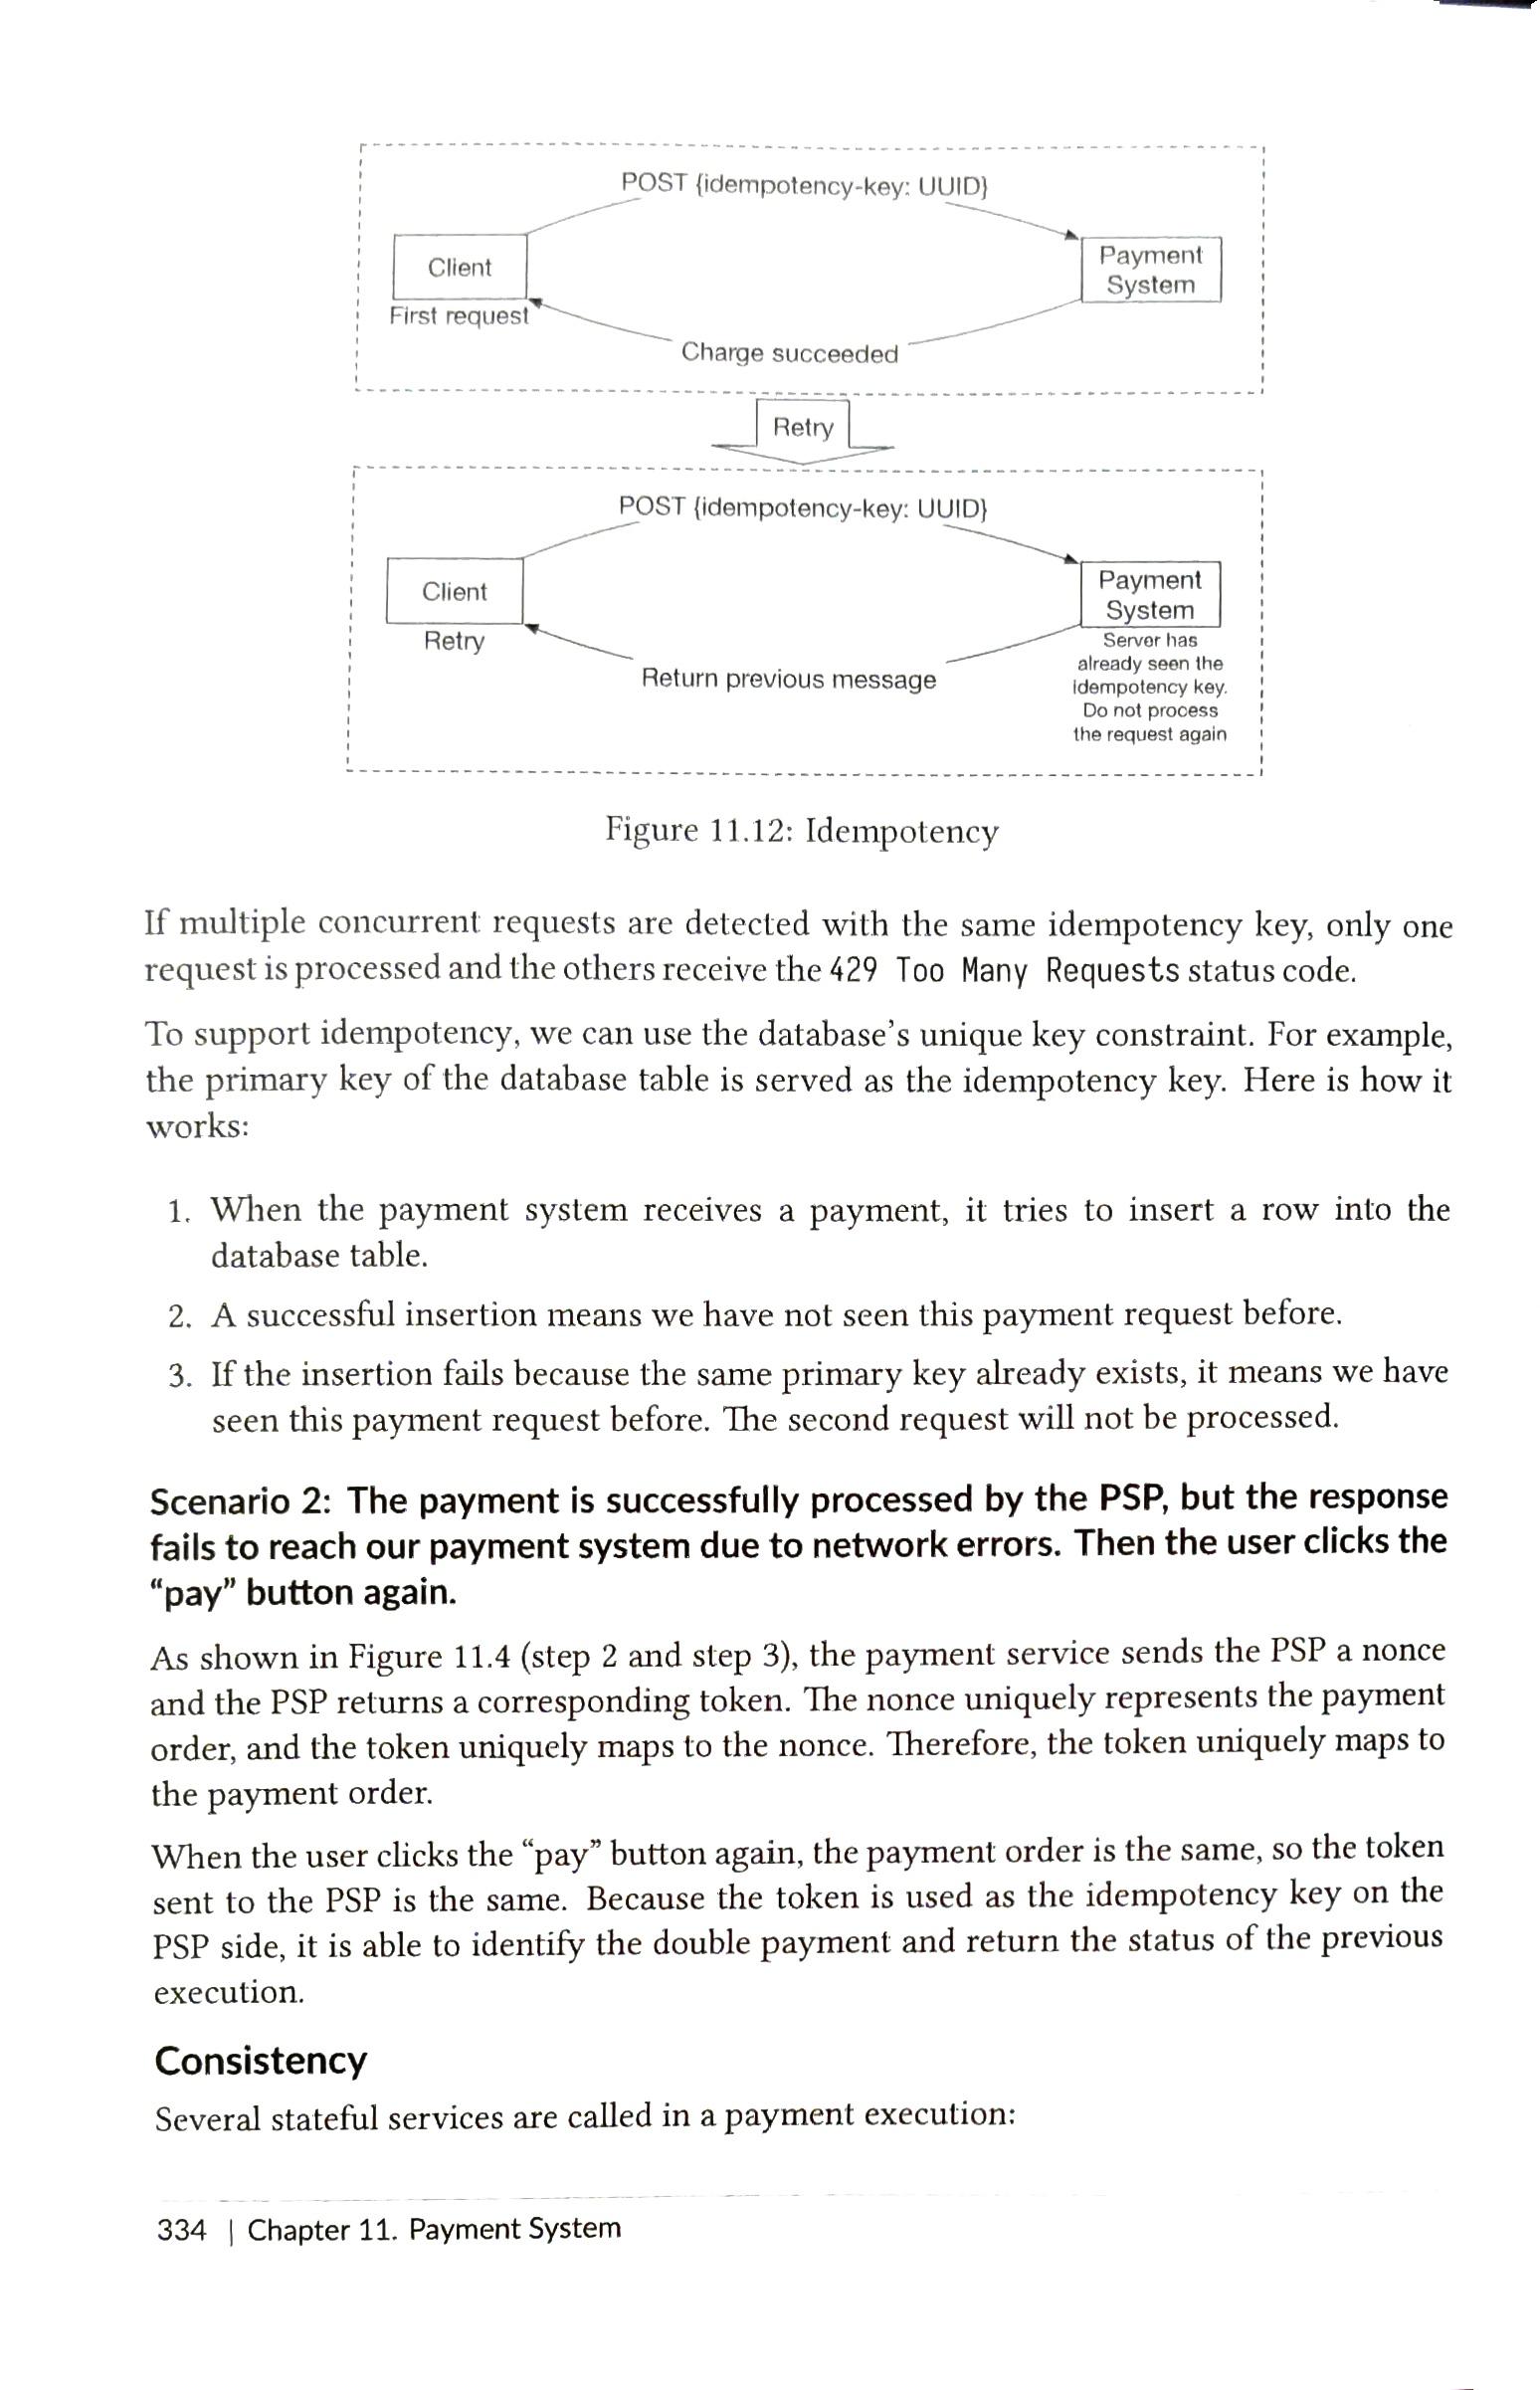 POST {idempotency-key: UUID}
Client
Payment
System
First request
Charge succeeded
Retry
POST {idempotency-key: UUID}
Client
Payment
System
Retry
Server has
already seen the
idempotency key.
Do not process
the request again
Return previous message
Figure 11.12: Idempotency
If multiple concurrent requests are detected with the same idempotency key, only one
request is processed and the others receive the 429 Too Many Requests status code.
To support idempotency, we can use the database's unique key constraint. For example,
the primary key of the database table is served as the idempotency key. Here is how it
works:
1. When the payment system receives a payment, it tries to insert a row into the
database table.
2. A successful insertion means we have not seen this payment request before.
3. If the insertion fails because the same primary key already exists, it means we have
seen this payment request before. The second request will not be processed.
Scenario 2: The payment is successfully processed by the PSP, but the response
fails to reach our payment system due to network errors. Then the user clicks the
“pay” button again.
As shown in Figure 11.4 (step 2 and step 3), the payment service sends the PSP a nonce
and the PSP returns a corresponding token. The nonce uniquely represents the payment
order, and the token uniquely maps to the nonce. Therefore, the token uniquely maps to
the payment order.
When the user clicks the “pay” button again, the payment order is the same, so the token
sent to the PSP is the same. Because the token is used as the idempotency key on the
PSP side, it is able to identify the double payment and return the status of the previous
execution.
Consistency
Several stateful services are called in a payment execution:
334 | Chapter 11. Payment System